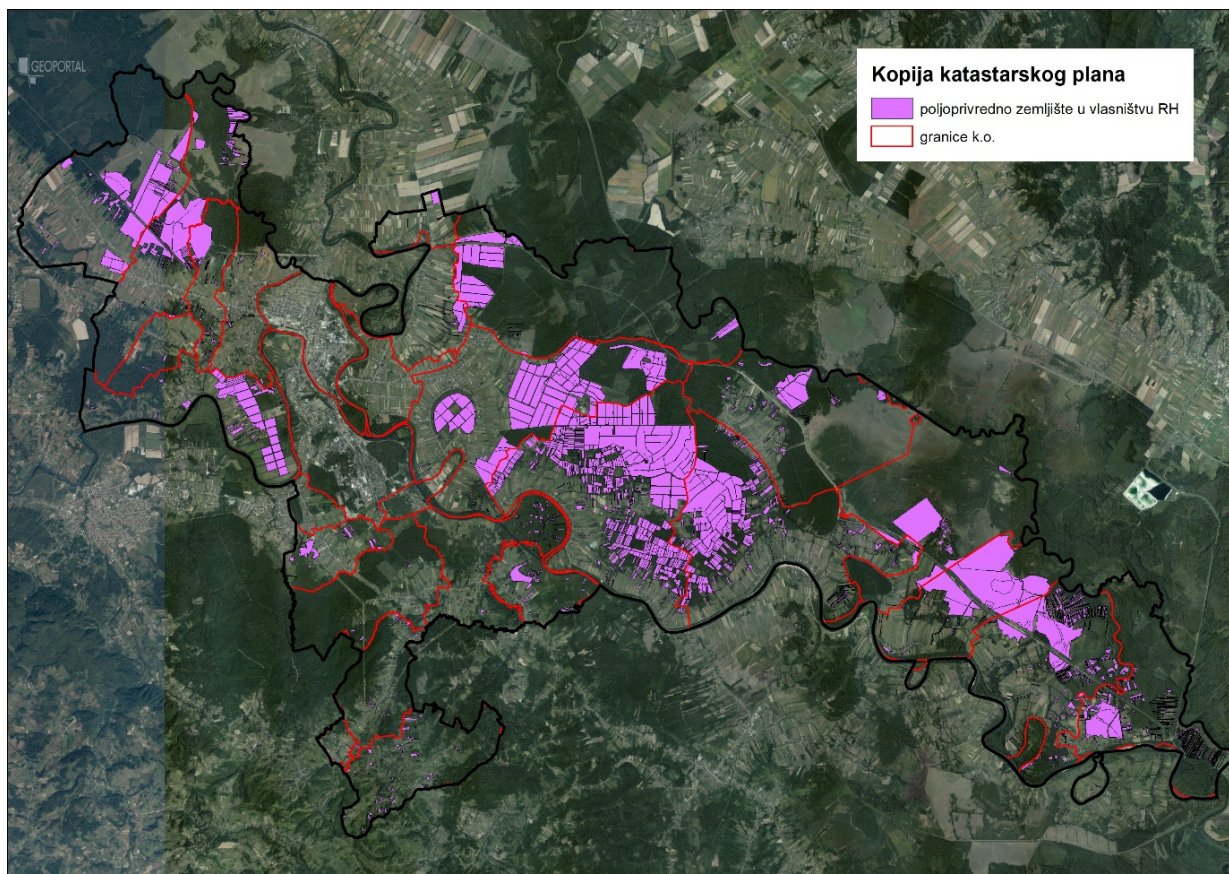 GEOPORTAL
Kopija katastarskog plana
poljoprivredno zemljište u vlasništvu RH
granice k.o.